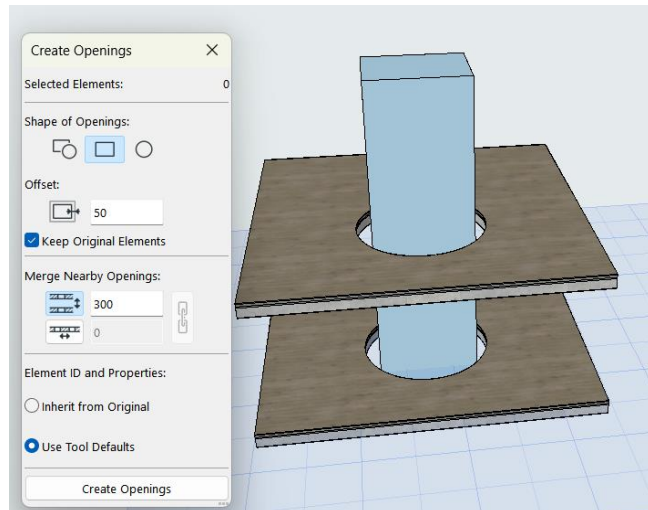 Create Openings
Selected Elements: 0
Shape of Openings:
Offset:
50
Keep Original Elements
Merge Nearby Openings:
300
0
Element ID and Properties:
Inherit from Original
Use Tool Defaults
Create Openings